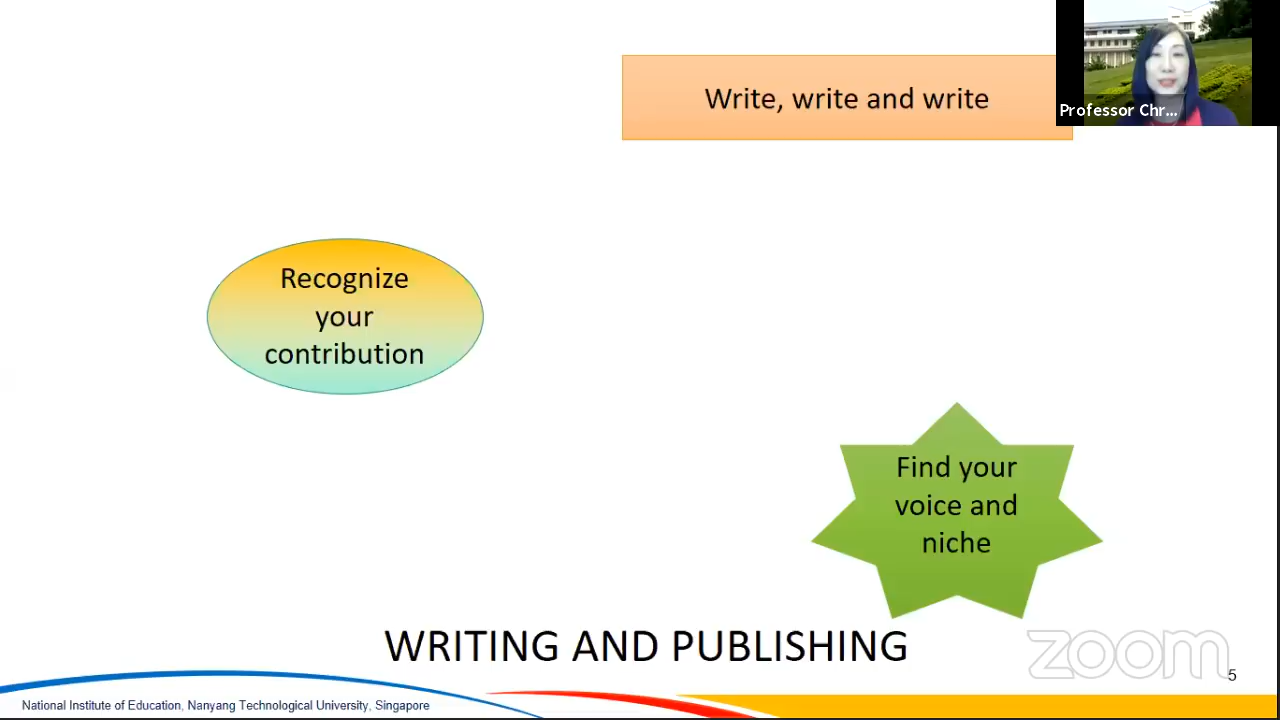 Write, write and write
Professor Chr...
Recognize
your
contribution
Find your
voice and
niche
WRITING AND PUBLISHING
zoom
5
National Institute of Education, Nanyang Technological University, Singapore